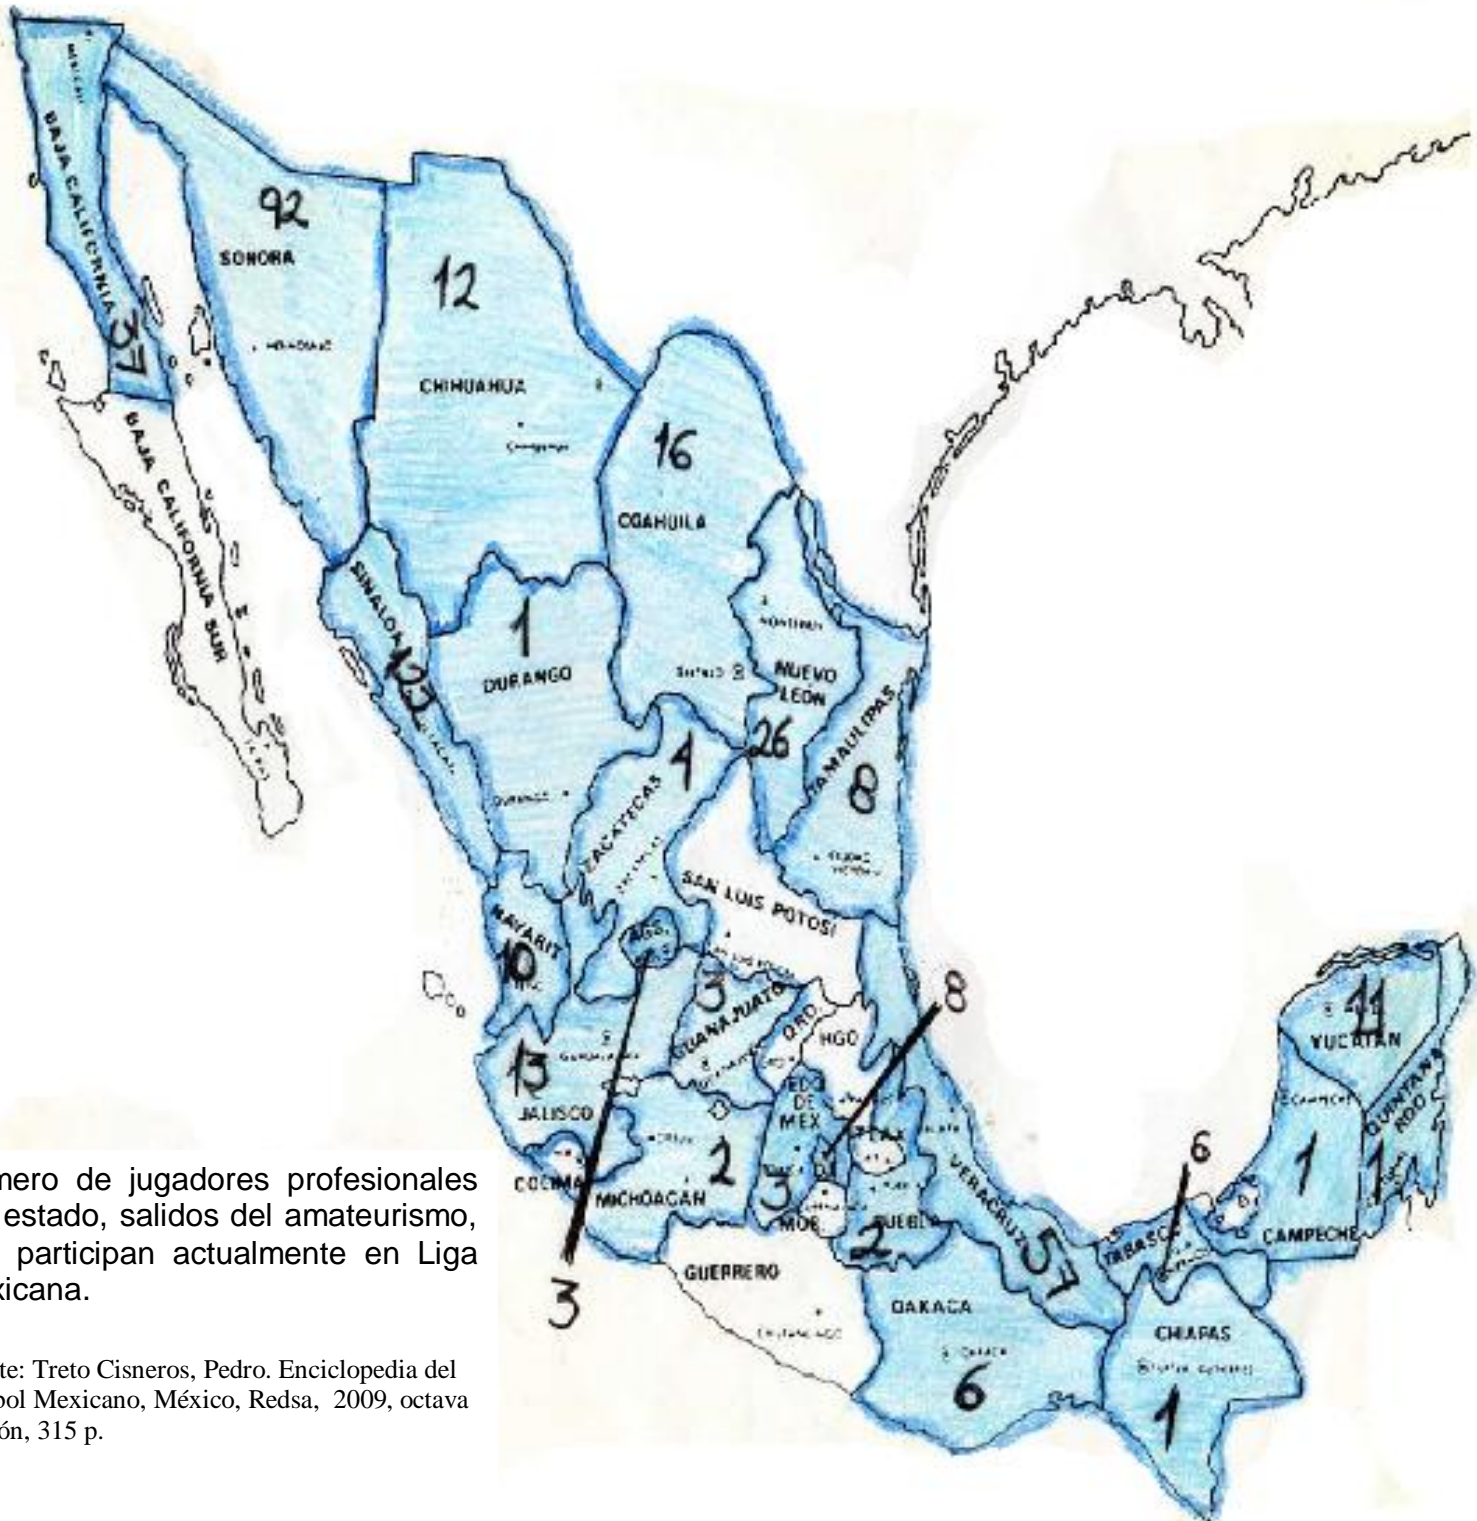 BAJA CALIFORNIA
37
92
SONORA
12
CHIHUAHUA
16
COAHUILA
BAJA CALIFORNIA SUR
SINALOA
122
1
DURANGO
DURANGO
NUEVO
LEÓN
26
TAMAULIPAS
8
4
ZACATECAS
SAN LUIS POTOSI
NAYARIT
10
AGS.
3
GUANAJUATO
QRO.
HGO
8
13
JALISCO
EDO
DE
MEX
3
TLAX
COLIMA
MICHOACAN
2
MOR.
PUEBLA
2
VERACRUZ
57
GUERRERO
OAXACA
6
3
TABASCO
6
CHIAPAS
1
11
YUCATAN
QUINTANA
ROO
1
1
CAMPECHE
mero de jugadores profesionales
estado, salidos del amateurismo,
participan actualmente en Liga
xicana.
te: Treto Cisneros, Pedro. Enciclopedia del
bol Mexicano, México, Redsa, 2009, octava
ón, 315 p.